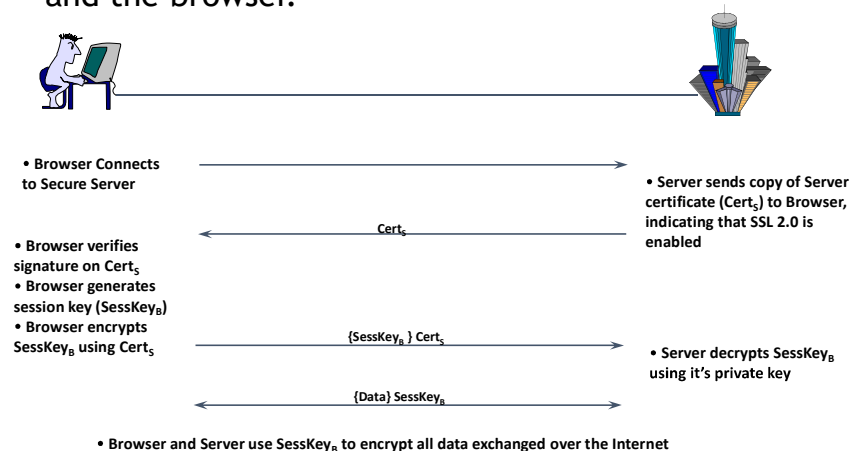 and the browser.
• Browser Connects
to Secure Server
• Server sends copy of Server
certificate (CertS) to Browser,
indicating that SSL 2.0 is
enabled
CertS
• Browser verifies
signature on CertS
• Browser generates
session key (SessKeyB)
• Browser encrypts
SessKeyB using CertS
{SessKeyB } CertS
• Server decrypts SessKeyB
using it's private key
{Data} SessKeyB
• Browser and Server use SessKeyB to encrypt all data exchanged over the Internet